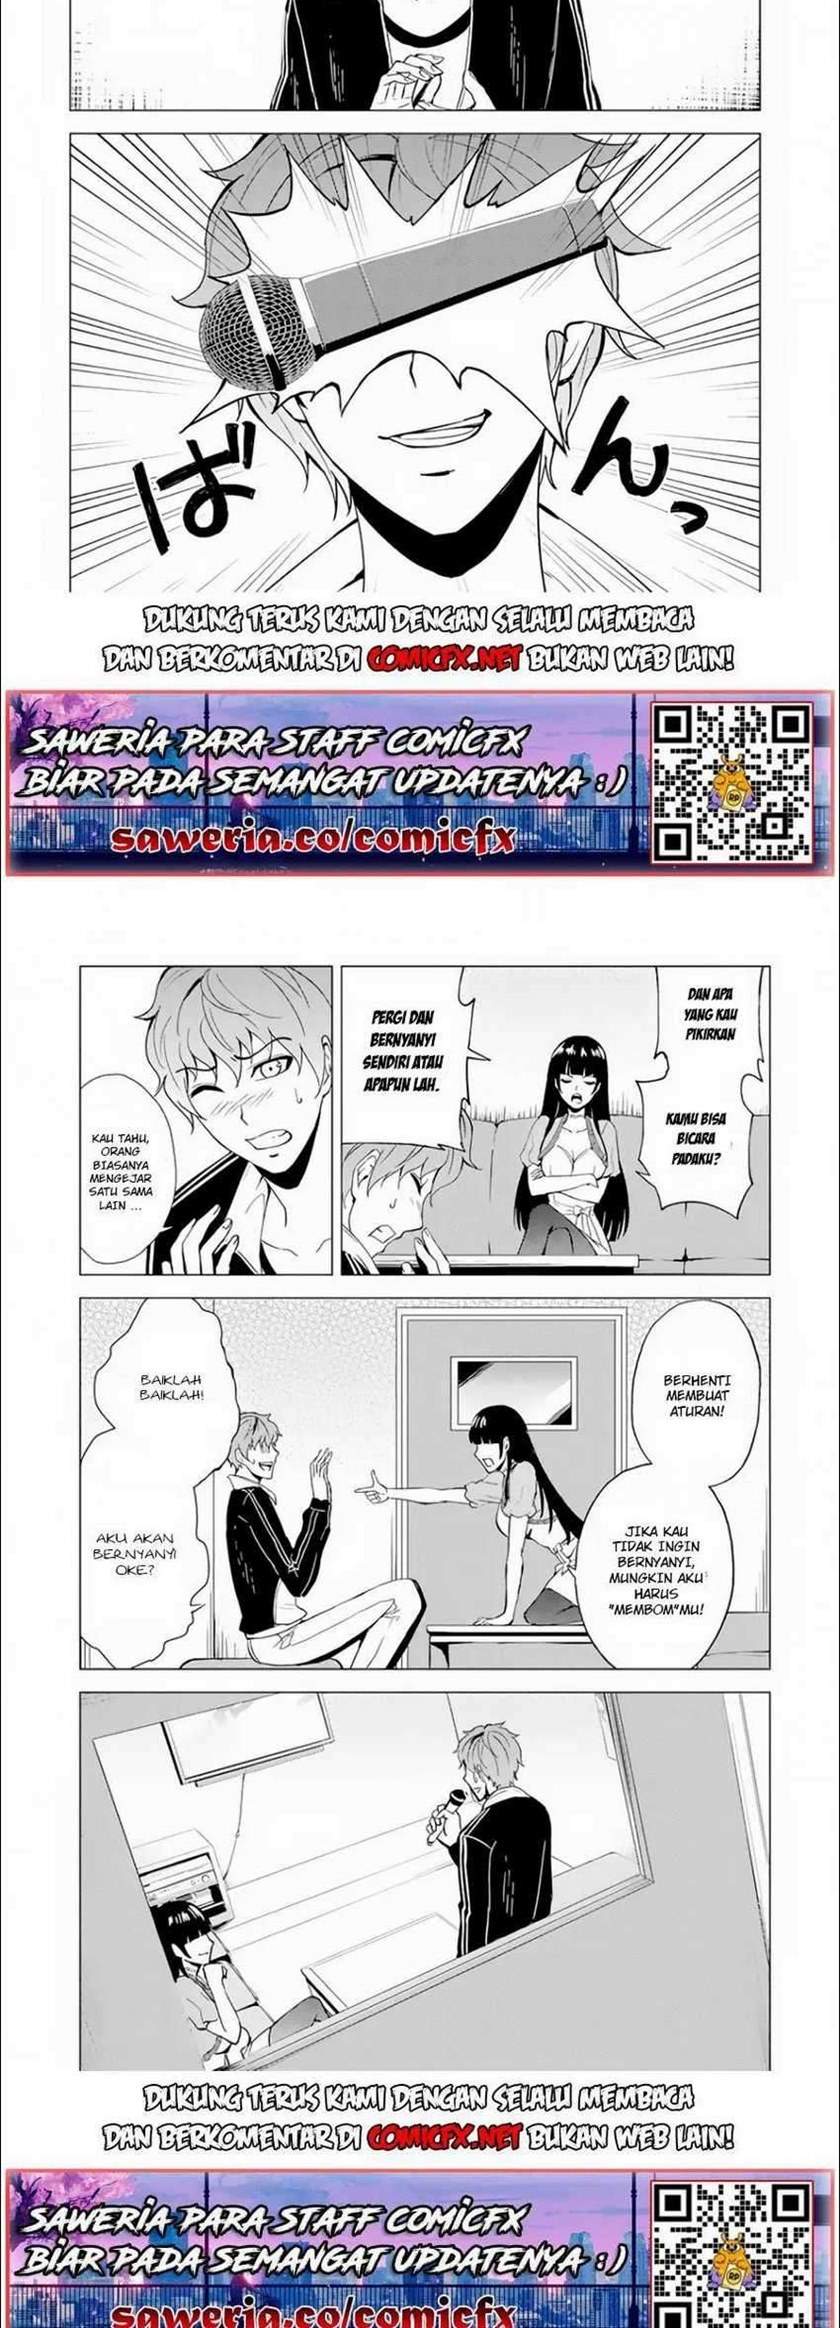 ばんっ
DUKUNG TERUS KAMI DENGAN SELALU MEMBACA
DAN BERKOMENTAR DI COMICFX.NET BUKAN WEB LAIN!
SAWERIA PARA STAFF COMICFX
BIAR PADA SEMANGAT UPDATENYA :)
saweria.co/comicfx
RP
DAN APA
YANG KAU
PIKIRKAN
KAMU BISA
BICARA
PADAKU?
PERGI DAN
BERNYANYI
SENDIRI ATAU
APAPUN LAH.
KAU TAHU,
ORANG
BIASANYA
MENGEJAR
SATU SAMA
LAIN ...
BERHENTI
MEMBUAT
ATURAN!
JIKA KAU
TIDAK INGIN
BERNYANYI,
MUNGKIN AKU
HARUS
"MEMBOM"MU!
BAIKLAH
BAIKLAH!
AKU AKAN
BERNYANYI
OKE?
DUKUNG TERUS KAMI DENGAN SELALU MEMBACA
DAN BERKOMENTAR DI COMICFX.NET BUKAN WEB LAIN!
SAWERIA PARA STAFF COMICFX
BIAR PADA SEMANGAT UPDATENYA :)
saweria.co/comicfx
RP